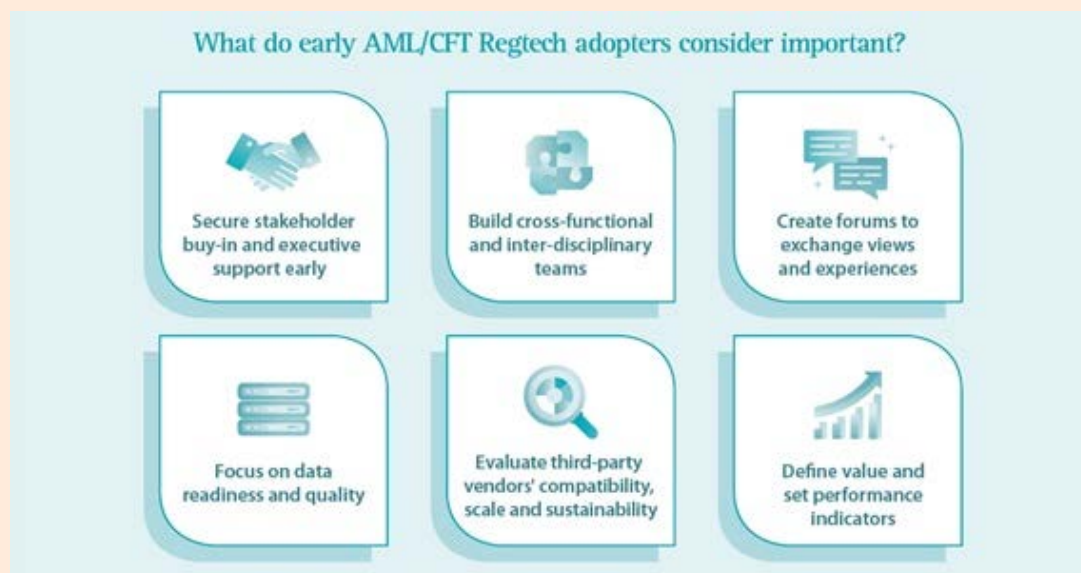 What do early AML/CFT Regtech adopters consider important?
Secure stakeholder
buy-in and executive
support early
Build cross-functional
and inter-disciplinary
teams
Create forums to
exchange views
and experiences
Focus on data
readiness and quality
Evaluate third-party
vendors' compatibility,
scale and sustainability
Define value and
set performance
indicators